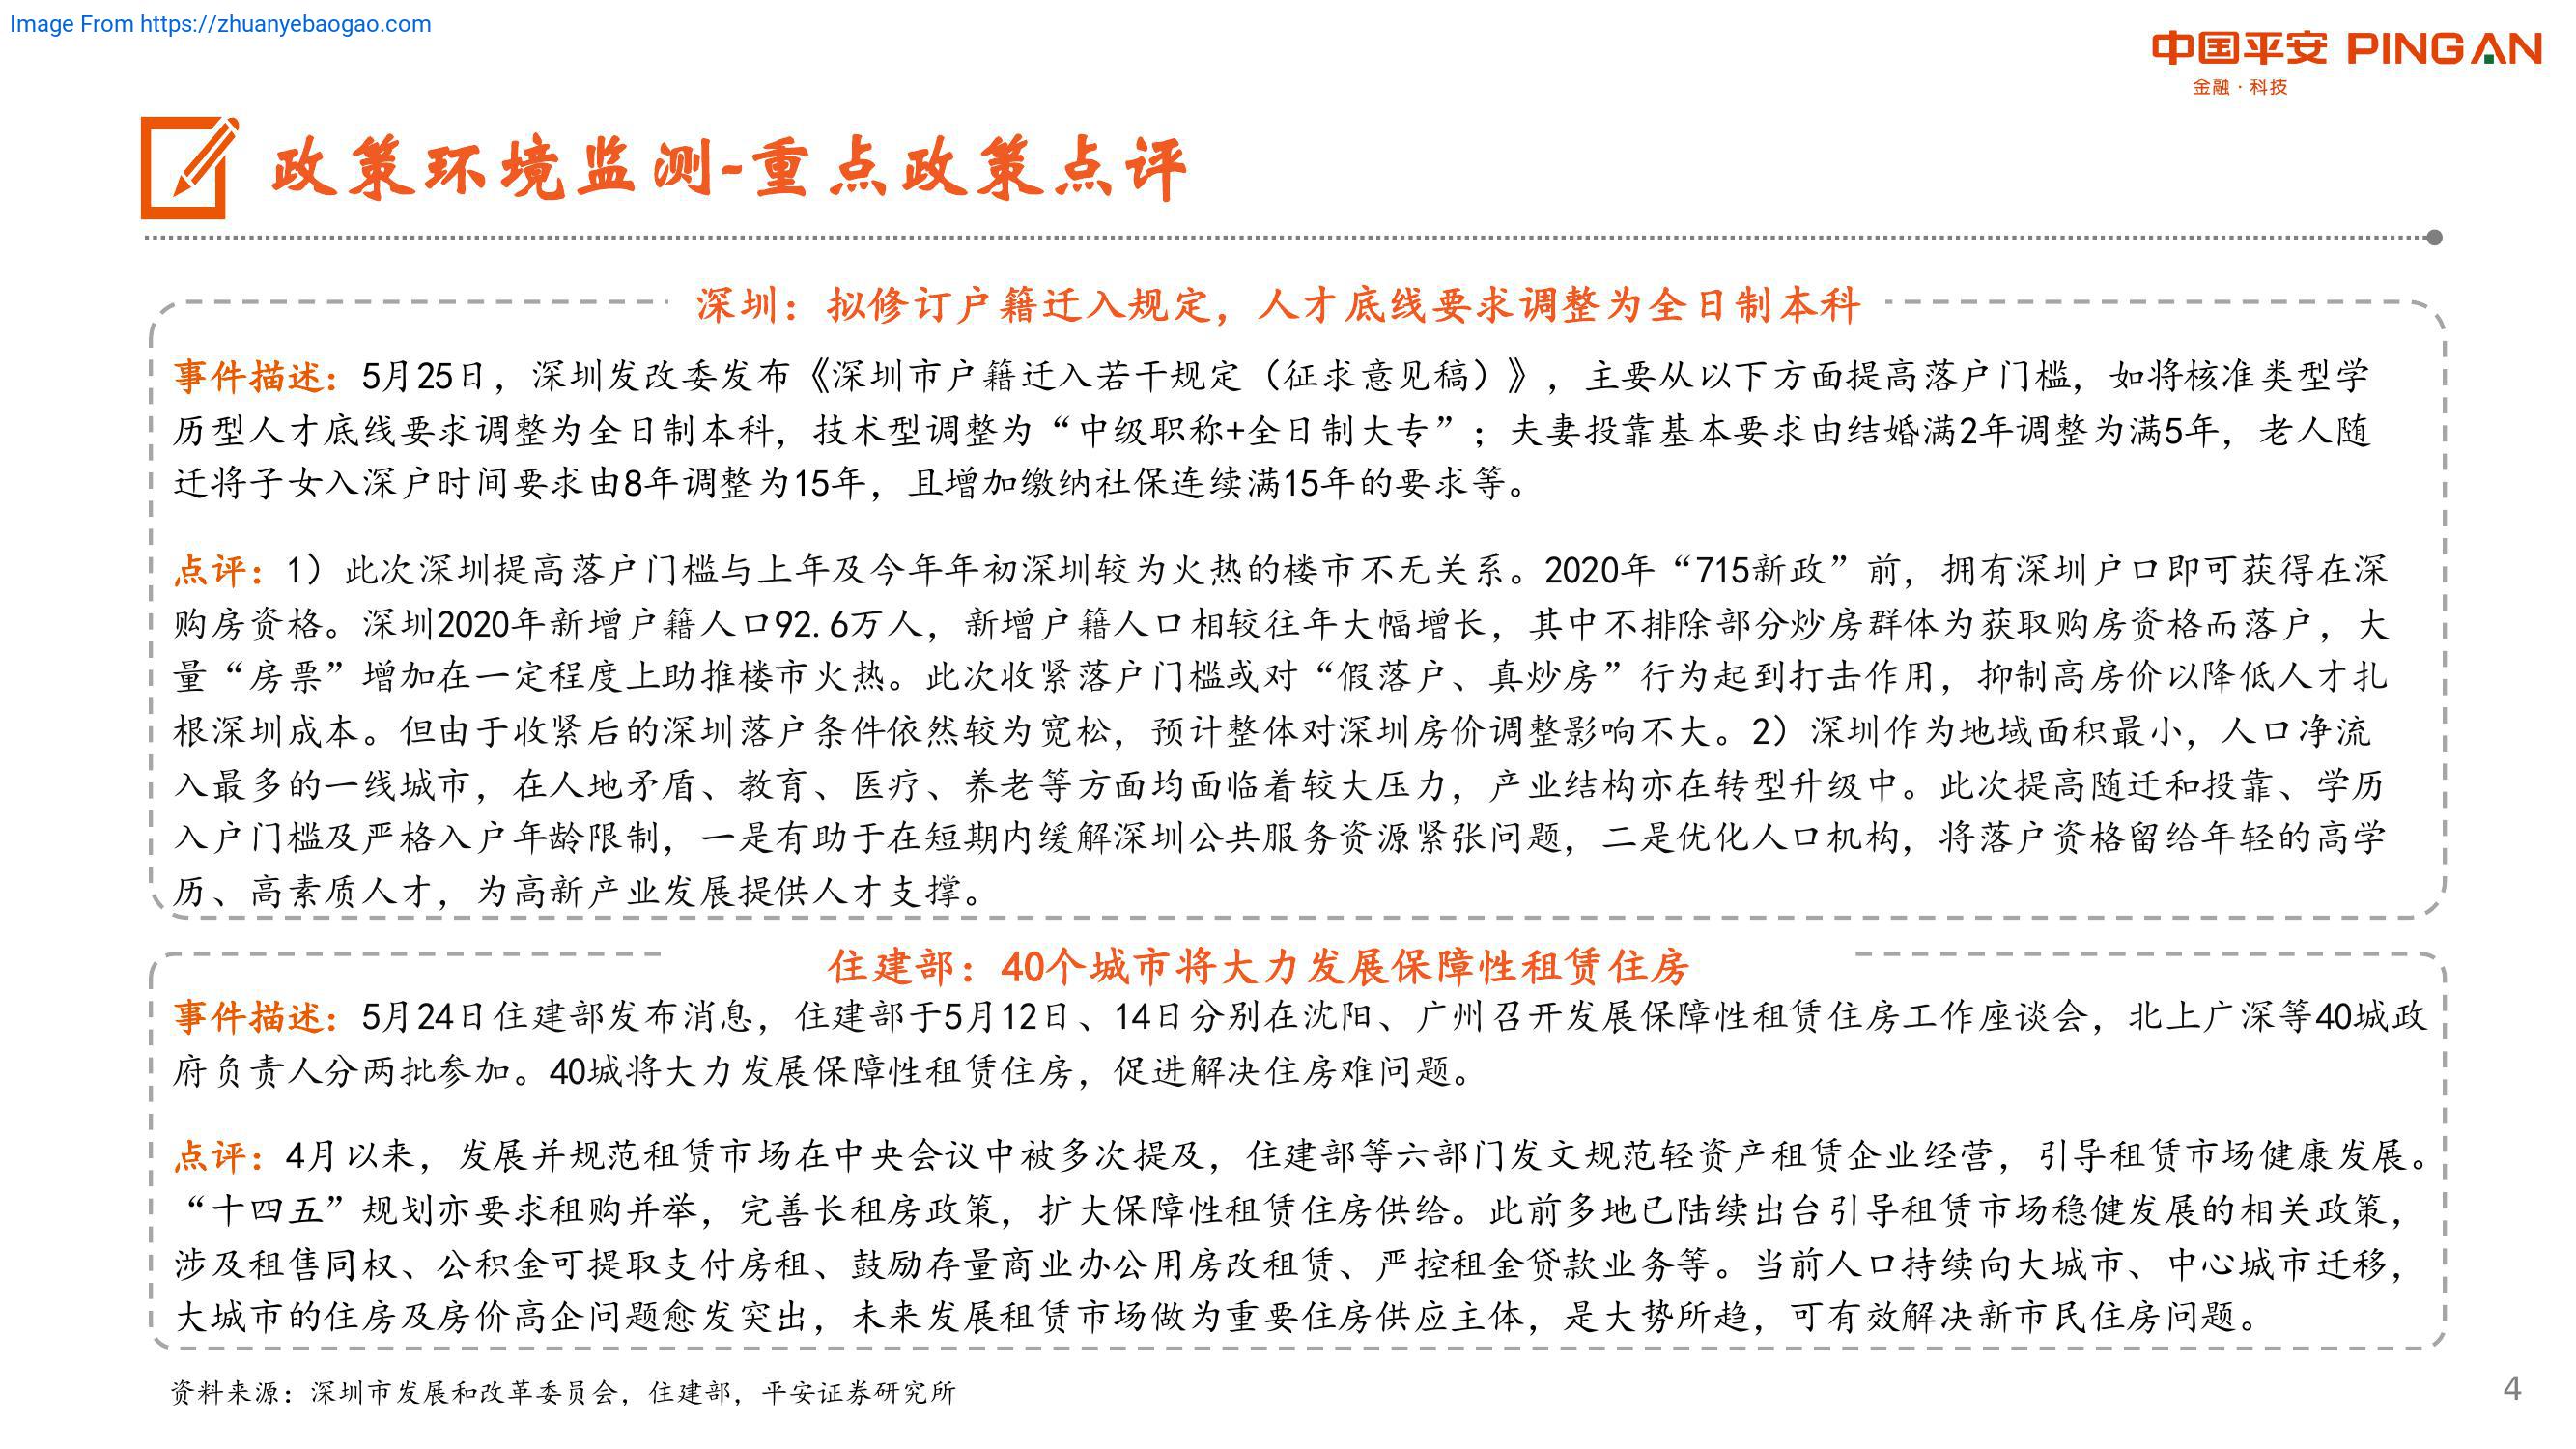 Image From https://zhuanyebaogao.com
中国平安 PINGAN
金融·科技
政策环境监测-重点政策点评
深圳：拟修订户籍迁入规定，人才底线要求调整为全日制本科
事件描述：5月25日，深圳发改委发布《深圳市户籍迁入若干规定（征求意见稿）》，主要从以下方面提高落户门槛，如将核准类型学
历型人才底线要求调整为全日制本科，技术型调整为“中级职称+全日制大专”；夫妻投靠基本要求由结婚满2年调整为满5年，老人随
迁将子女入深户时间要求由8年调整为15年，且增加缴纳社保连续满15年的要求等。
点评：1）此次深圳提高落户门槛与上年及今年年初深圳较为火热的楼市不无关系。2020年“715新政”前，拥有深圳户口即可获得在深
购房资格。深圳2020年新增户籍人口92.6万人，新增户籍人口相较往年大幅增长，其中不排除部分炒房群体为获取购房资格而落户，大
量“房票”增加在一定程度上助推楼市火热。此次收紧落户门槛或对“假落户、真炒房”行为起到打击作用，抑制高房价以降低人才扎
根深圳成本。但由于收紧后的深圳落户条件依然较为宽松，预计整体对深圳房价调整影响不大。2）深圳作为地域面积最小，人口净流
入最多的一线城市，在人地矛盾、教育、医疗、养老等方面均面临着较大压力，产业结构亦在转型升级中。此次提高随迁和投靠、学历
入户门槛及严格入户年龄限制，一是有助于在短期内缓解深圳公共服务资源紧张问题，二是优化人口机构，将落户资格留给年轻的高学
历、高素质人才，为高新产业发展提供人才支撑。
住建部：40个城市将大力发展保障性租赁住房
事件描述：5月24日住建部发布消息，住建部于5月12日、14日分别在沈阳、广州召开发展保障性租赁住房工作座谈会，北上广深等40城政
府负责人分两批参加。40城将大力发展保障性租赁住房，促进解决住房难问题。
点评：4月以来，发展并规范租赁市场在中央会议中被多次提及，住建部等六部门发文规范轻资产租赁企业经营，引导租赁市场健康发展。
“十四五”规划亦要求租购并举，完善长租房政策，扩大保障性租赁住房供给。此前多地已陆续出台引导租赁市场稳健发展的相关政策，
涉及租售同权、公积金可提取支付房租、鼓励存量商业办公用房改租赁、严控租金贷款业务等。当前人口持续向大城市、中心城市迁移，
大城市的住房及房价高企问题愈发突出，未来发展租赁市场做为重要住房供应主体，是大势所趋，可有效解决新市民住房问题。
资料来源：深圳市发展和改革委员会，住建部，平安证券研究所
4